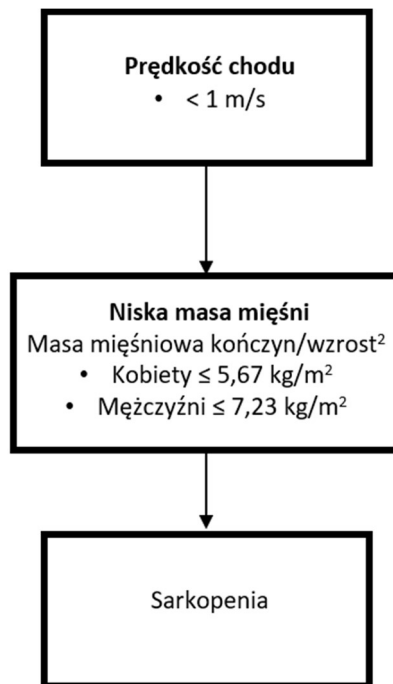 Prędkość chodu
• < 1 m/s
Niska masa mięśni
Masa mięśniowa kończyn/wzrost²
• Kobiety ≤ 5,67 kg/m²
• Mężczyźni ≤ 7,23 kg/m²
Sarkopenia